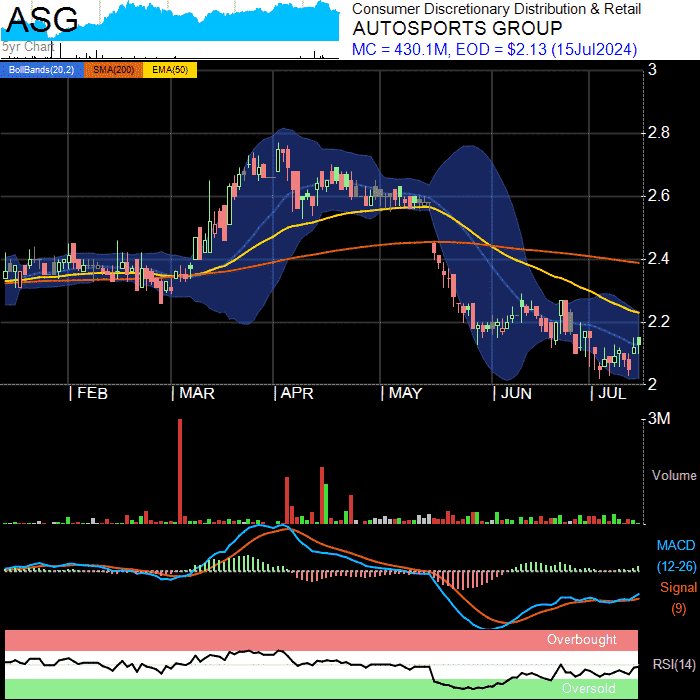 ASG
5yr Chart
Consumer Discretionary Distribution & Retail
AUTOSPORTS GROUP
MC = 430.1M, EOD = $2.13 (15Jul2024)
BollBands(20,2) SMA(200) EMA(50)
3
2.8
2.6
2.4
2.2
2
FEB MAR APR MAY JUN JUL
3M
Volume
MACD
(12-26)
Signal
(9)
Overbought
RSI(14)
Oversold